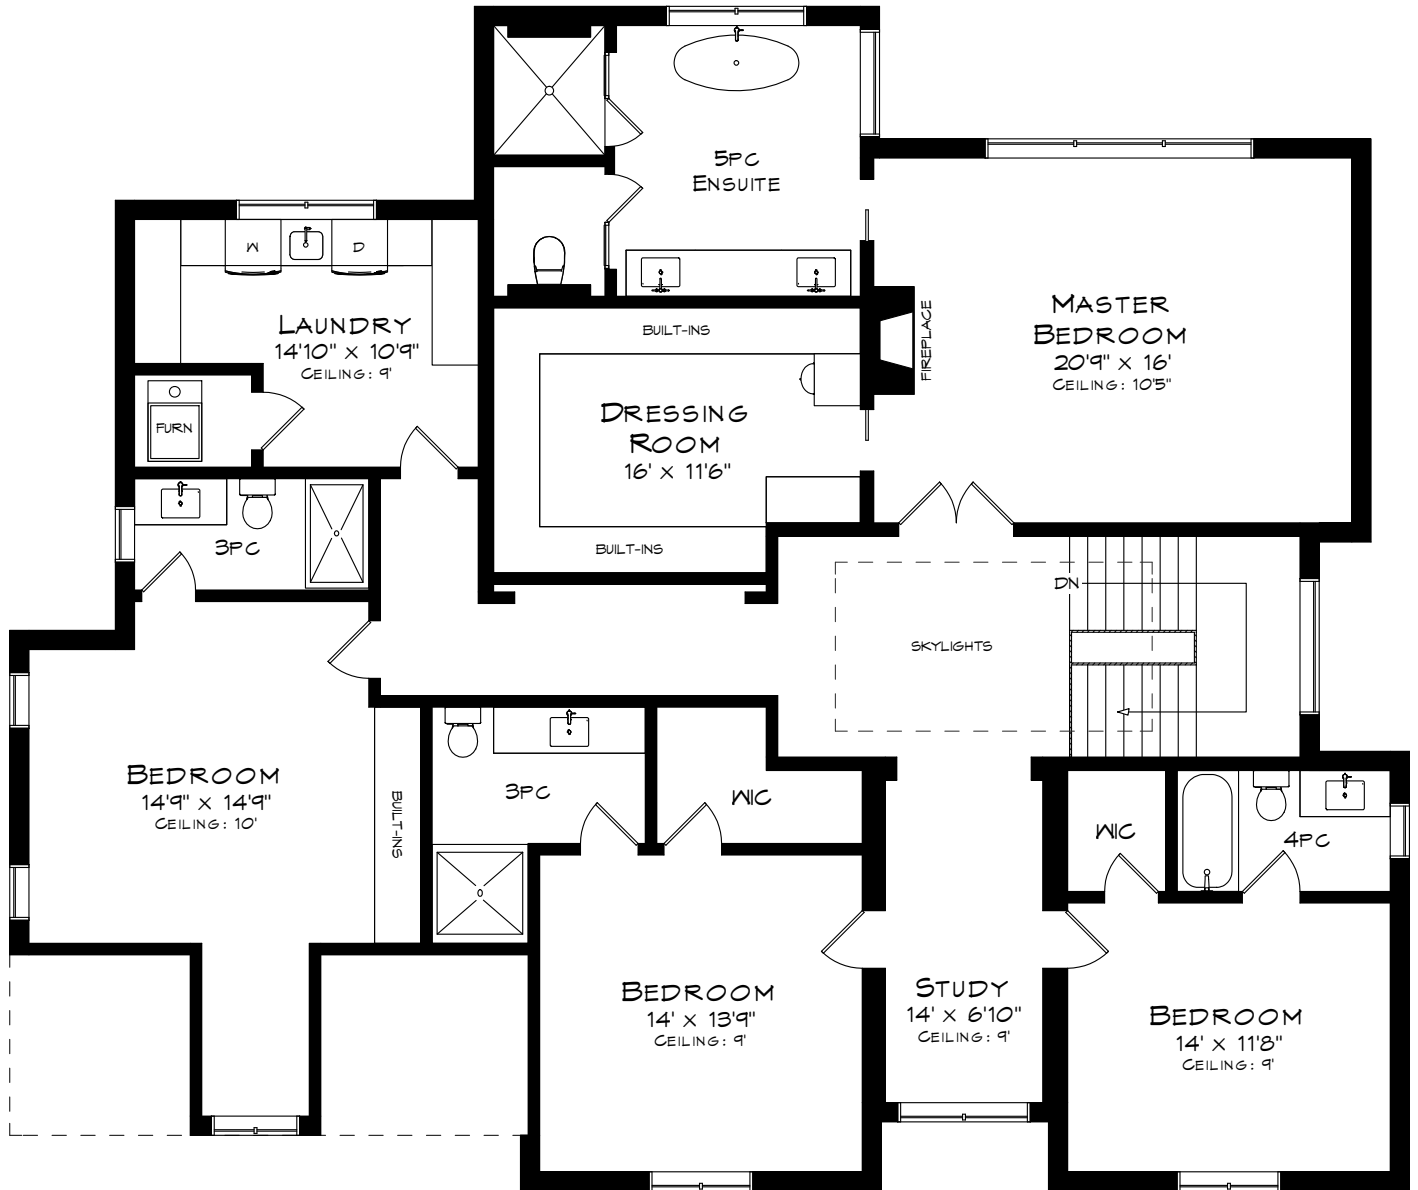 5PC
ENSUITE
W
D
LAUNDRY
14'10" x 10'9"
CEILING: 9'
BUILT-INS
FIREPLACE
MASTER
BEDROOM
20'9" x 16'
CEILING: 10'5"
DRESSING
ROOM
16' x 11'6"
FURN
3PC
BUILT-INS
DN
SKYLIGHTS
BEDROOM
14'9" x 14'9"
CEILING: 10'
BUILT-INS
3PC
WIC
WIC
4PC
BEDROOM
14' x 13'9"
CEILING: 9'
STUDY
14' x 6'10"
CEILING: 9'
BEDROOM
14' x 11'8"
CEILING: 9'